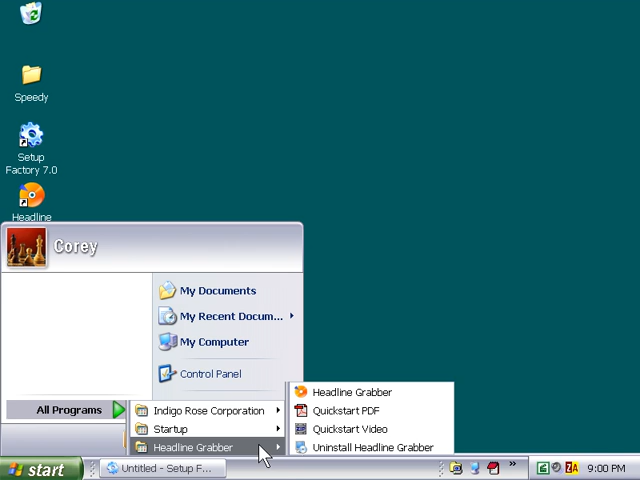 Speedy
Setup
Factory 7.0
Headline
Corey
My Documents
My Recent Docum...
My Computer
Control Panel
All Programs
Indigo Rose Corporation
Startup
Headline Grabber
Headline Grabber
Quickstart PDF
Quickstart Video
Uninstall Headline Grabber
start
Untitled - Setup F...
»
ZA
9:00 PM